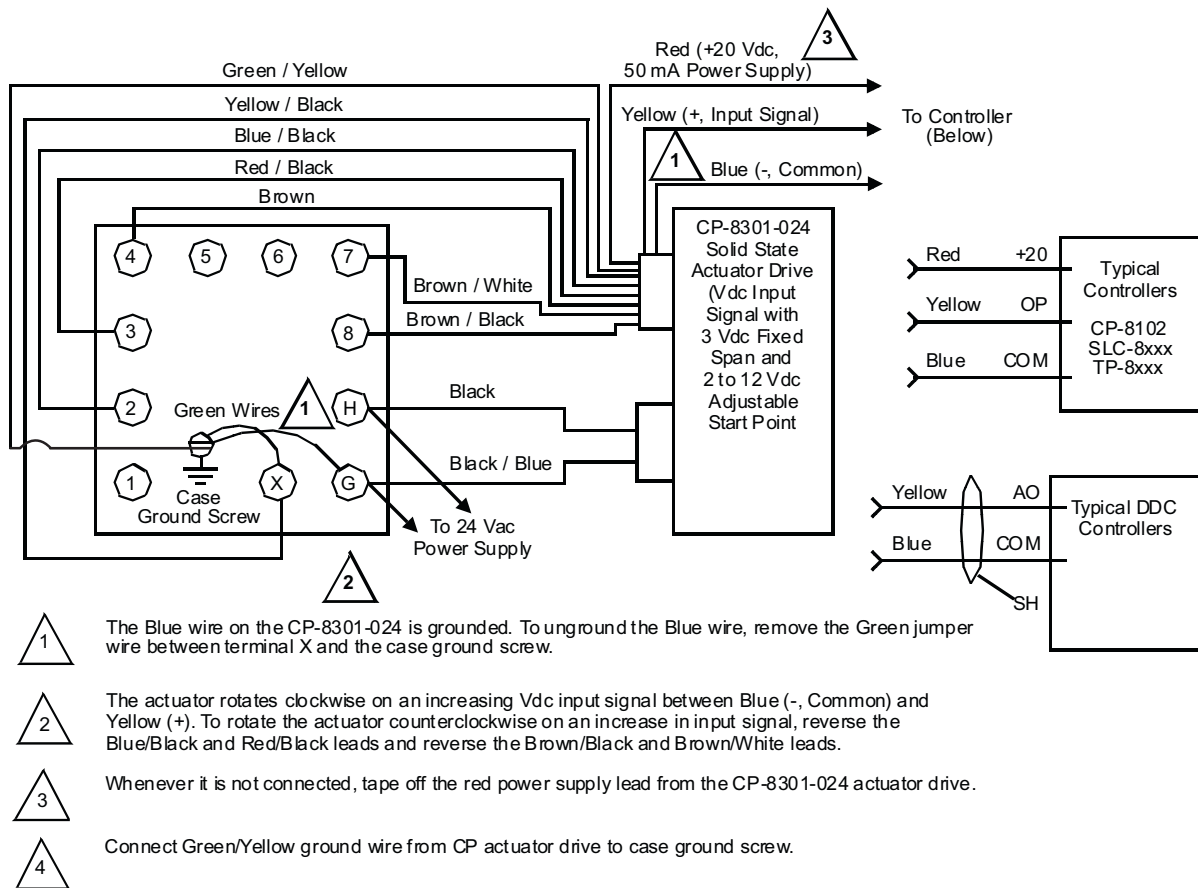 3
Red (+20 Vdc,
50 mA Power Supply)
Green / Yellow
Yellow / Black
Yellow (+, Input Signal)
To Controller
(Below)
Blue / Black
1
Blue (-, Common)
Red / Black
Brown
4
5
6
7
Brown / White
Brown / Black
3
8
2
Green Wires
1
H
Black
1
Case
Ground Screw
X
G
Black / Blue
To 24 Vac
Power Supply
2
CP-8301-024
Solid State
Actuator Drive
(Vdc Input
Signal with
3 Vdc Fixed
Span and
2 to 12 Vdc
Adjustable
Start Point
Red +20
Yellow OP
Blue COM
Typical
Controllers
CP-8102
SLC-8xxx
TP-8xxx
Yellow AO
Blue COM
SH
Typical DDC
Controllers
1
The Blue wire on the CP-8301-024 is grounded. To unground the Blue wire, remove the Green jumper
wire between terminal X and the case ground screw.
2
The actuator rotates clockwise on an increasing Vdc input signal between Blue (-, Common) and
Yellow (+). To rotate the actuator counterclockwise on an increase in input signal, reverse the
Blue/Black and Red/Black leads and reverse the Brown/Black and Brown/White leads.
3
Whenever it is not connected, tape off the red power supply lead from the CP-8301-024 actuator drive.
4
Connect Green/Yellow ground wire from CP actuator drive to case ground screw.